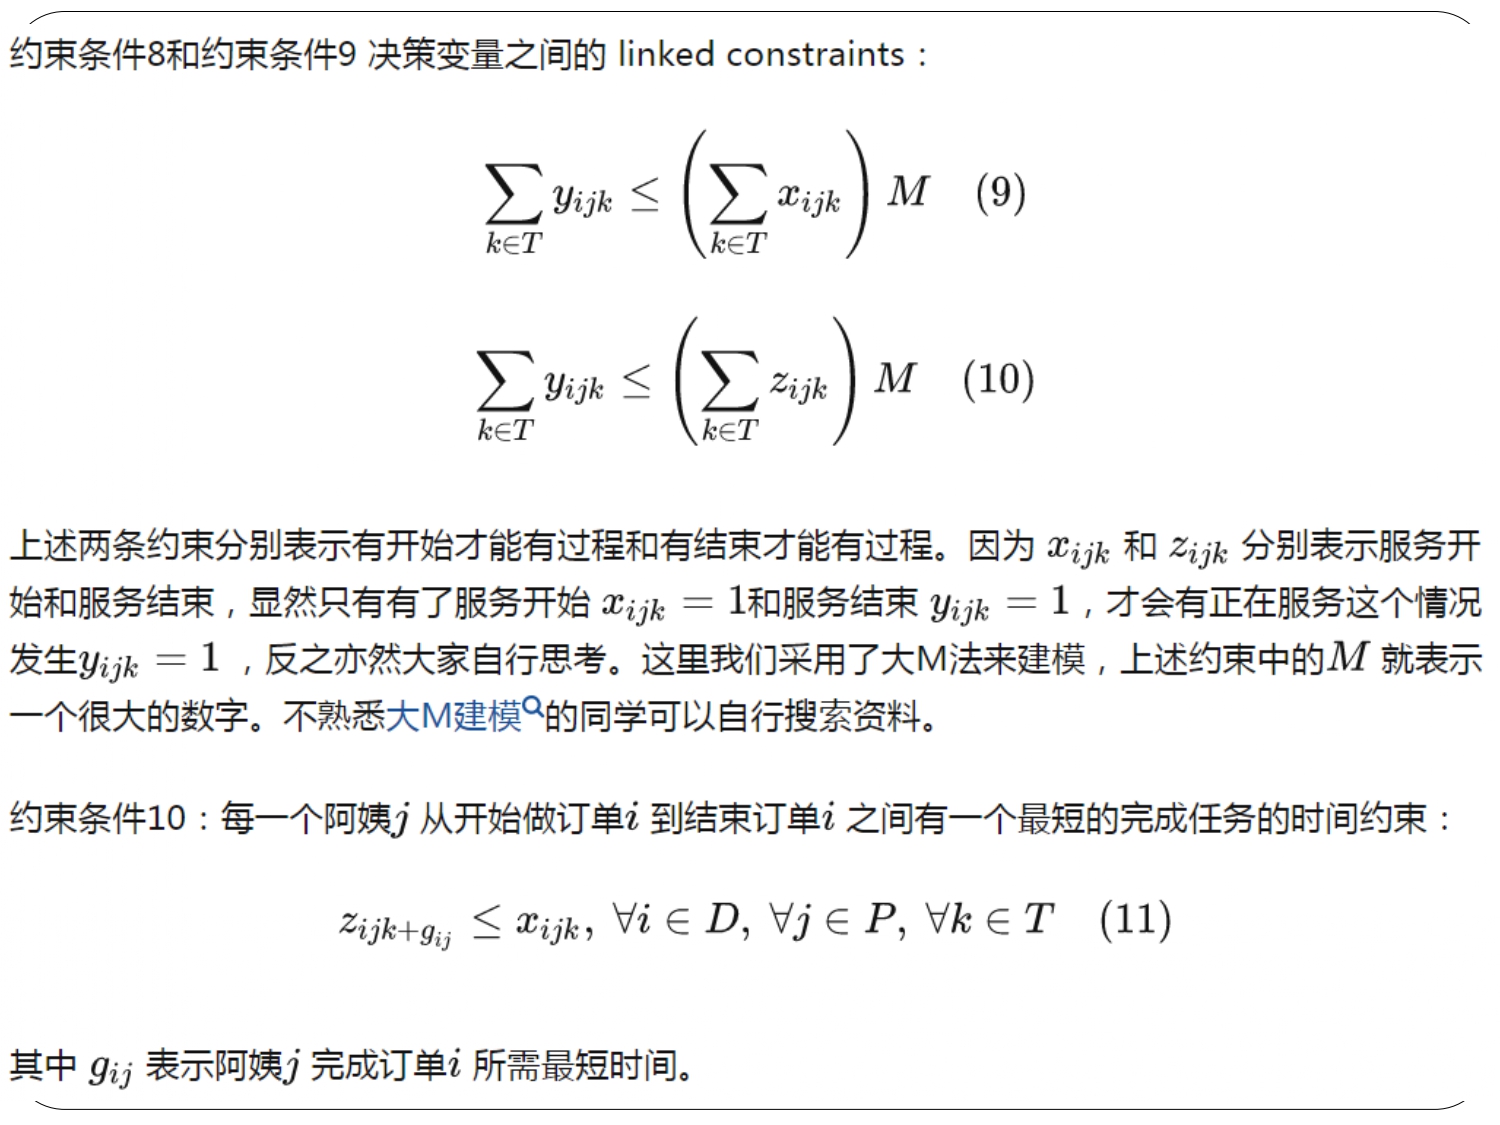 约束条件8和约束条件9 决策变量之间的 linked constraints：
$$\sum_{k \in T} y_{ijk} \leq \left( \sum_{k \in T} x_{ijk} \right) M \quad (9)$$
$$\sum_{k \in T} y_{ijk} \leq \left( \sum_{k \in T} z_{ijk} \right) M \quad (10)$$
上述两条约束分别表示有开始才能有过程和有结束才能有过程。因为 $x_{ijk}$ 和 $z_{ijk}$ 分别表示服务开
始和服务结束，显然只有有了服务开始 $x_{ijk} = 1$和服务结束 $y_{ijk} = 1$，才会有正在服务这个情况
发生$y_{ijk} = 1$ ，反之亦然大家自行思考。这里我们采用了大M法来建模，上述约束中的$M$ 就表示
一个很大的数字。不熟悉大M建模的同学可以自行搜索资料。
约束条件10：每一个阿姨$j$ 从开始做订单$i$ 到结束订单$i$ 之间有一个最短的完成任务的时间约束：
$$z_{ijk+g_{ij}} \leq x_{ijk}, \forall i \in D, \forall j \in P, \forall k \in T \quad (11)$$
其中 $g_{ij}$ 表示阿姨$j$ 完成订单$i$ 所需最短时间。